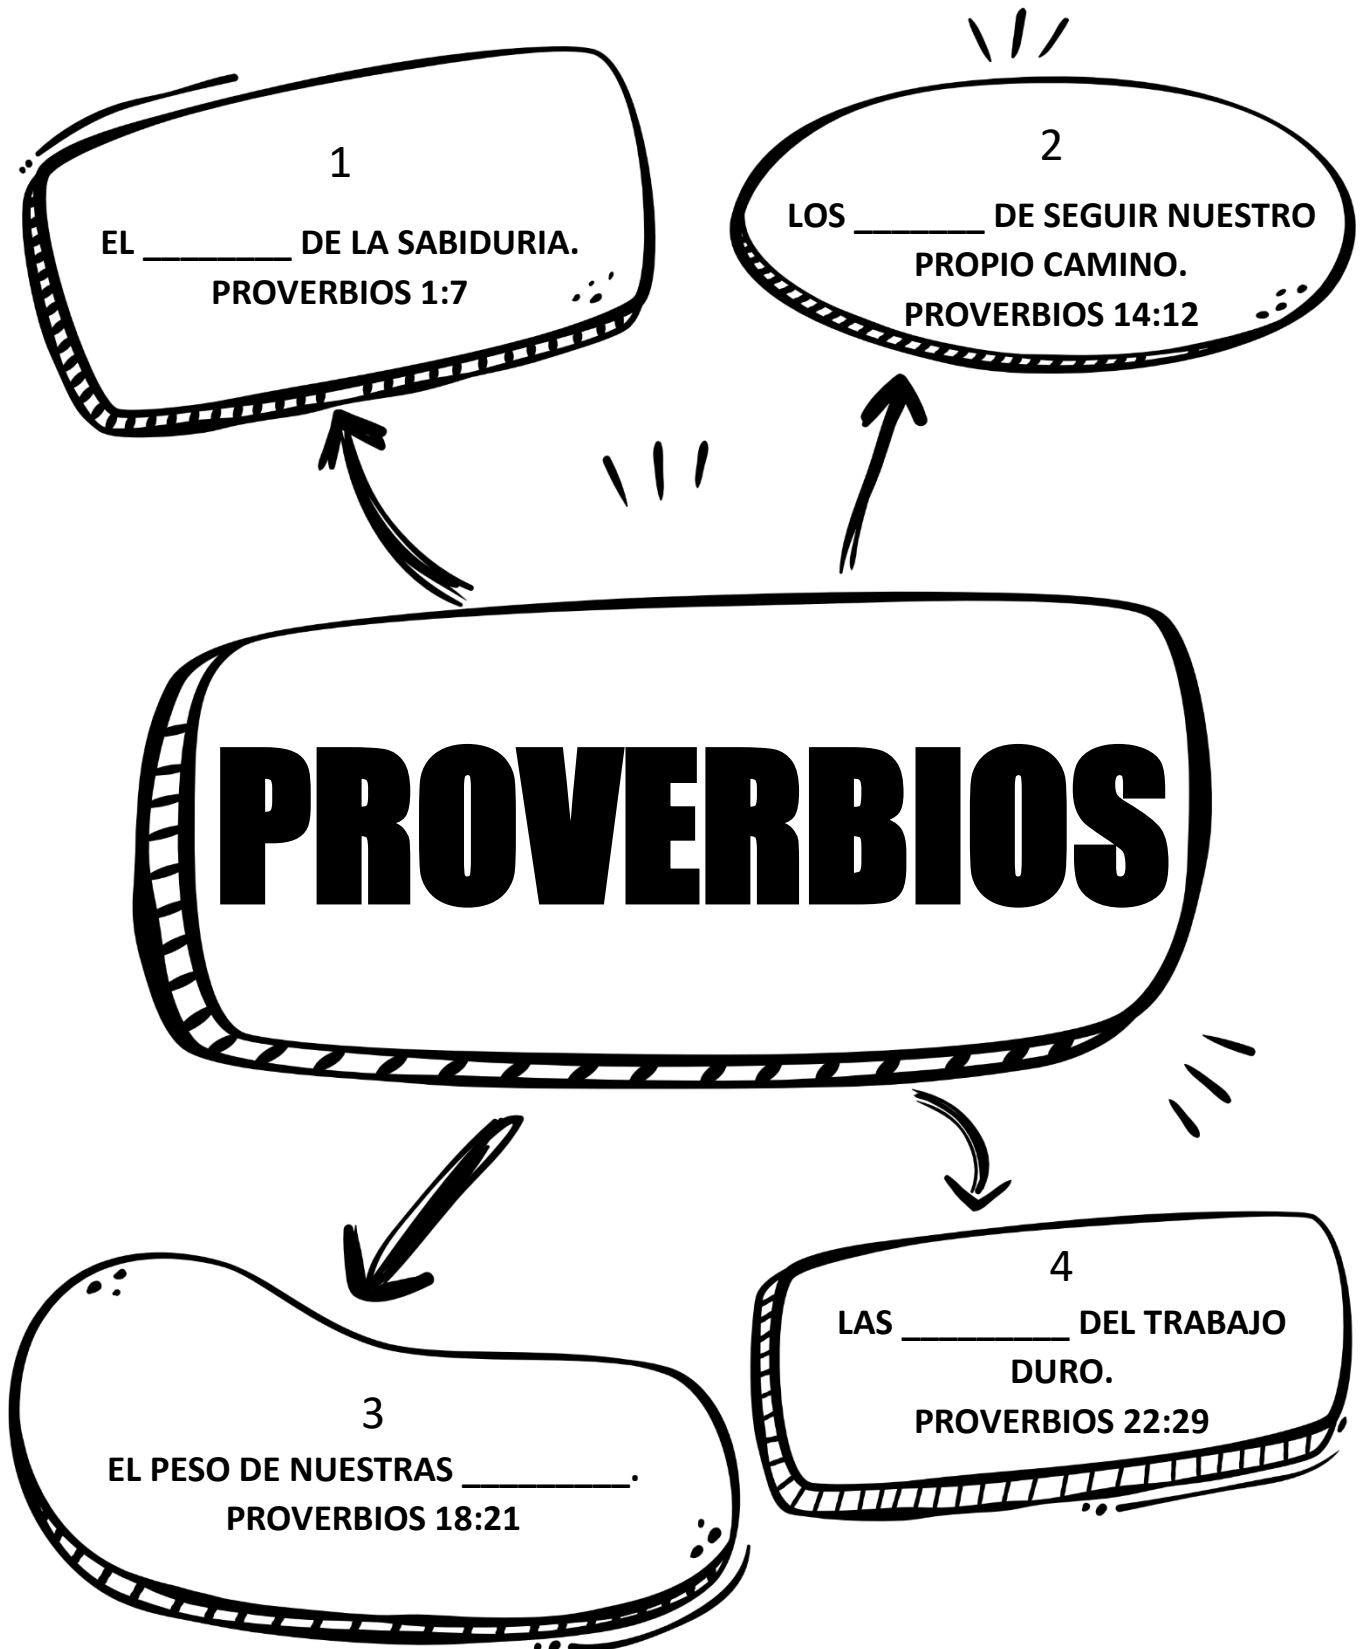 1
EL ________ DE LA SABIDURIA.
PROVERBIOS 1:7
2
LOS _______ DE SEGUIR NUESTRO
PROPIO CAMINO.
PROVERBIOS 14:12
PROVERBIOS
3
EL PESO DE NUESTRAS _________.
PROVERBIOS 18:21
4
LAS _________ DEL TRABAJO
DURO.
PROVERBIOS 22:29